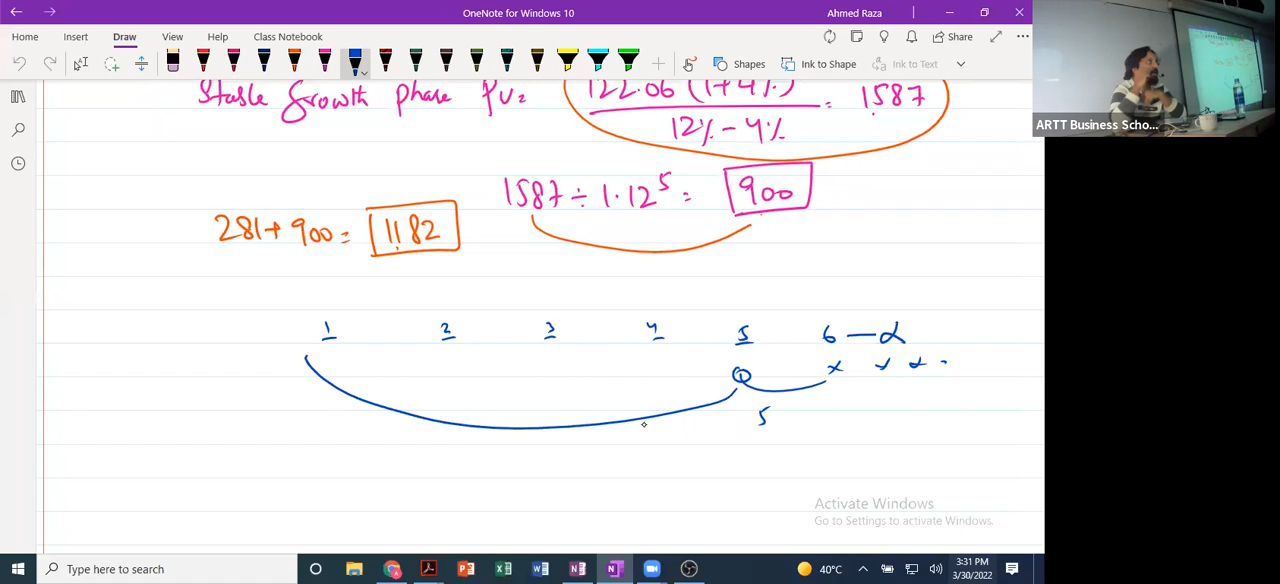 OneNote for Windows 10
Ahmed Raza
Home Insert Draw View Help Class Notebook
Share
Shapes Ink to Shape Ink to Text
Stable Growth phase PV= 122.06 (1+4%) / 12% - 4% = 1587
1587 ÷ 1.12^5 = 900
281+900= 1182
1 2 3 4 5 6 — α
x x x -
5
ARTT Business Scho...
Activate Windows
Go to Settings to activate Windows.
Type here to search
40°C
3:31 PM
3/30/2022